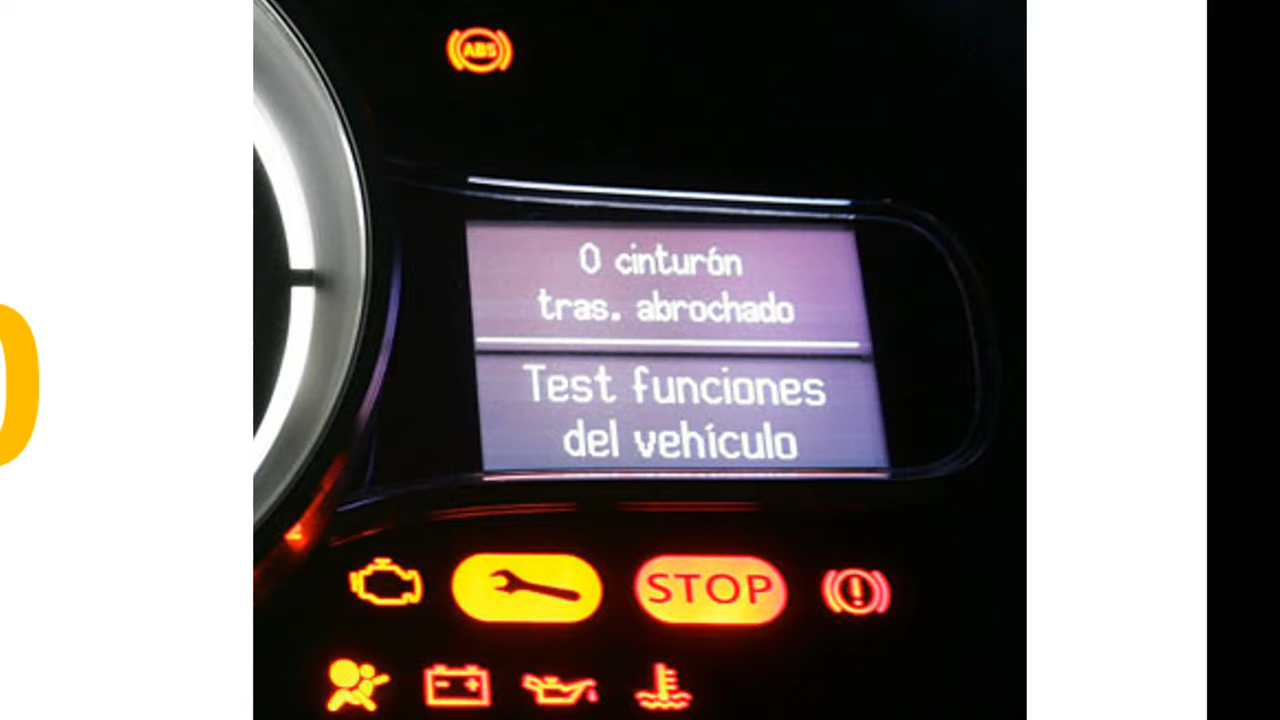 ABS
0 cinturón
tras. abrochado
Test funciones
del vehículo
STOP